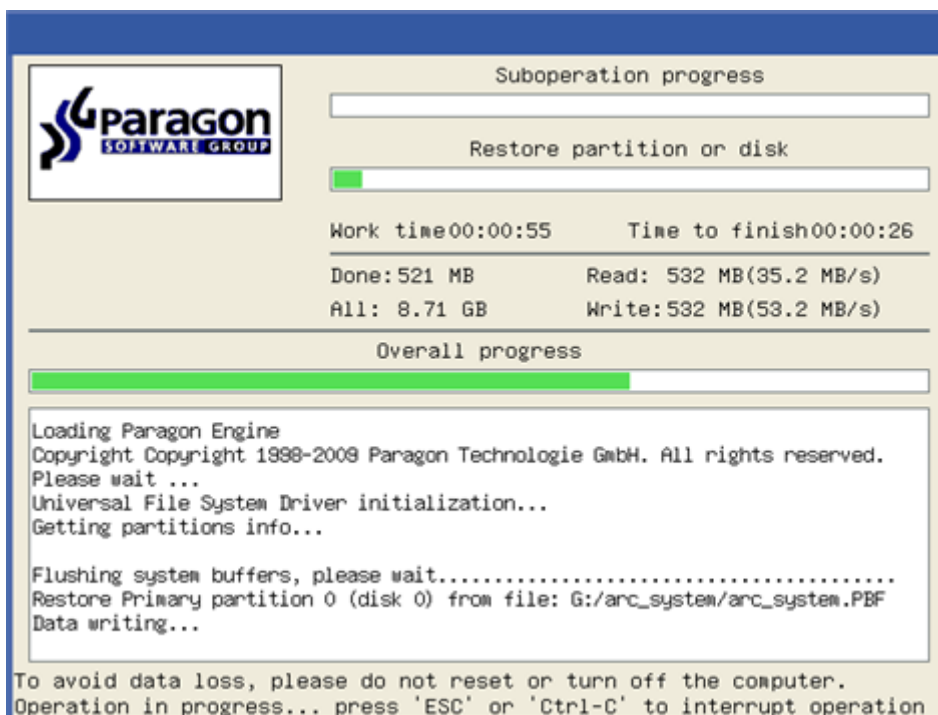 Suboperation progress
Paragon
SOFTWARE GROUP
Restore partition or disk
Work time00:00:55 Time to finish00:00:26
Done: 521 MB Read: 532 MB(35.2 MB/s)
All: 8.71 GB Write: 532 MB(53.2 MB/s)
Overall progress
Loading Paragon Engine
Copyright Copyright 1998-2009 Paragon Technologie GmbH. All rights reserved.
Please wait ...
Universal File System Driver initialization...
Getting partitions info...
Flushing system buffers, please wait.......................................
Restore Primary partition 0 (disk 0) from file: G:/arc_system/arc_system.PBF
Data writing...
To avoid data loss, please do not reset or turn off the computer.
Operation in progress... press 'ESC' or 'Ctrl-C' to interrupt operation